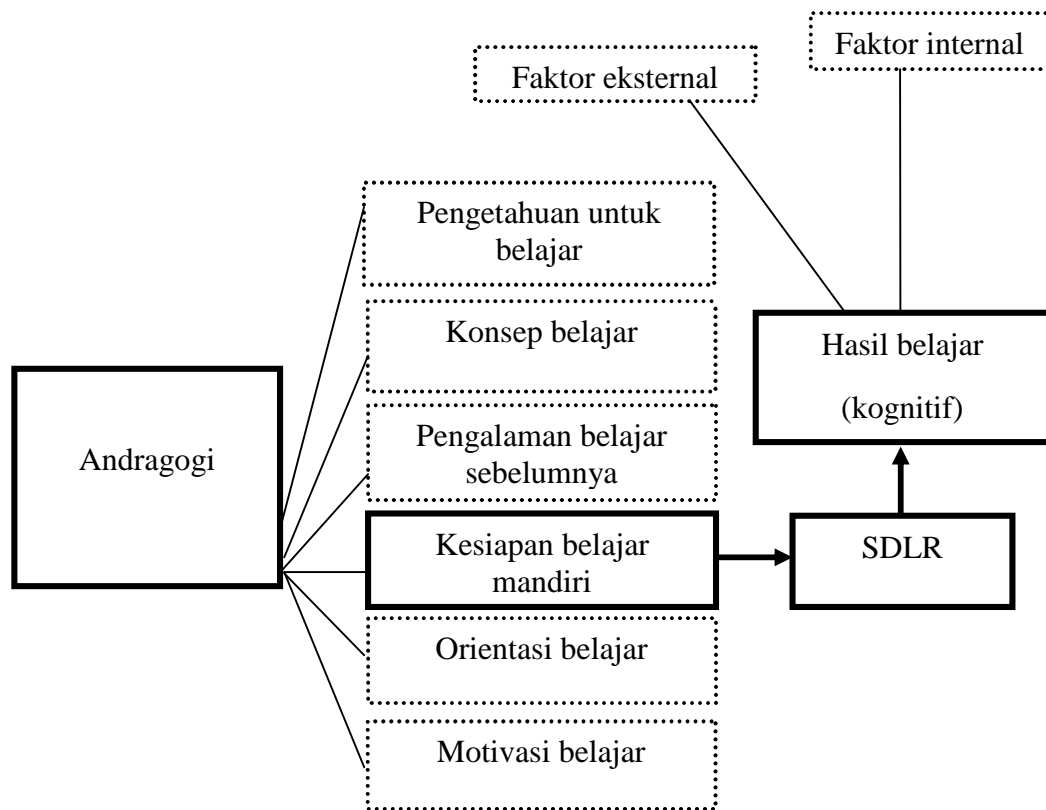 Faktor internal
Faktor eksternal
Pengetahuan untuk
belajar
Konsep belajar
Hasil belajar
(kognitif)
Andragogi
Pengalaman belajar
sebelumnya
Kesiapan belajar
mandiri
SDLR
Orientasi belajar
Motivasi belajar